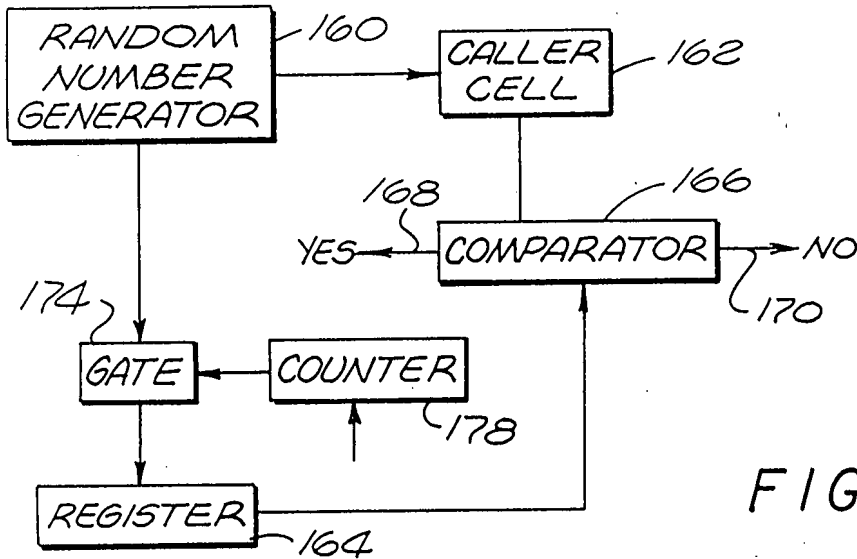 RANDOM
NUMBER
GENERATOR
160
CALLER
CELL
162
166
168
YES
COMPARATOR
NO
170
174
GATE
COUNTER
178
REGISTER
164
FIG